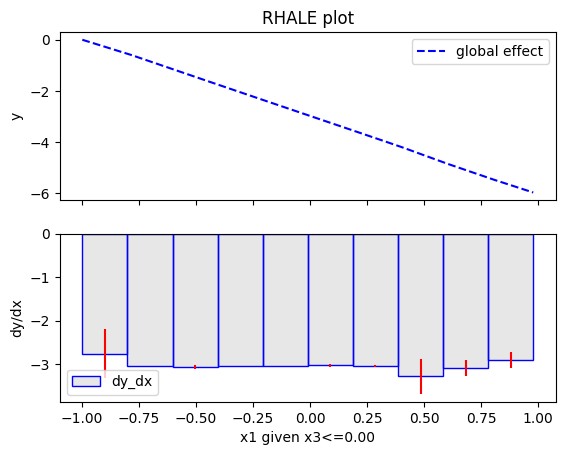 RHALE plot
0
−2
−4
−6
y
global effect
0
−1
−2
−3
dy/dx
dy_dx
−1.00 −0.75 −0.50 −0.25 0.00 0.25 0.50 0.75 1.00
x1 given x3<=0.00